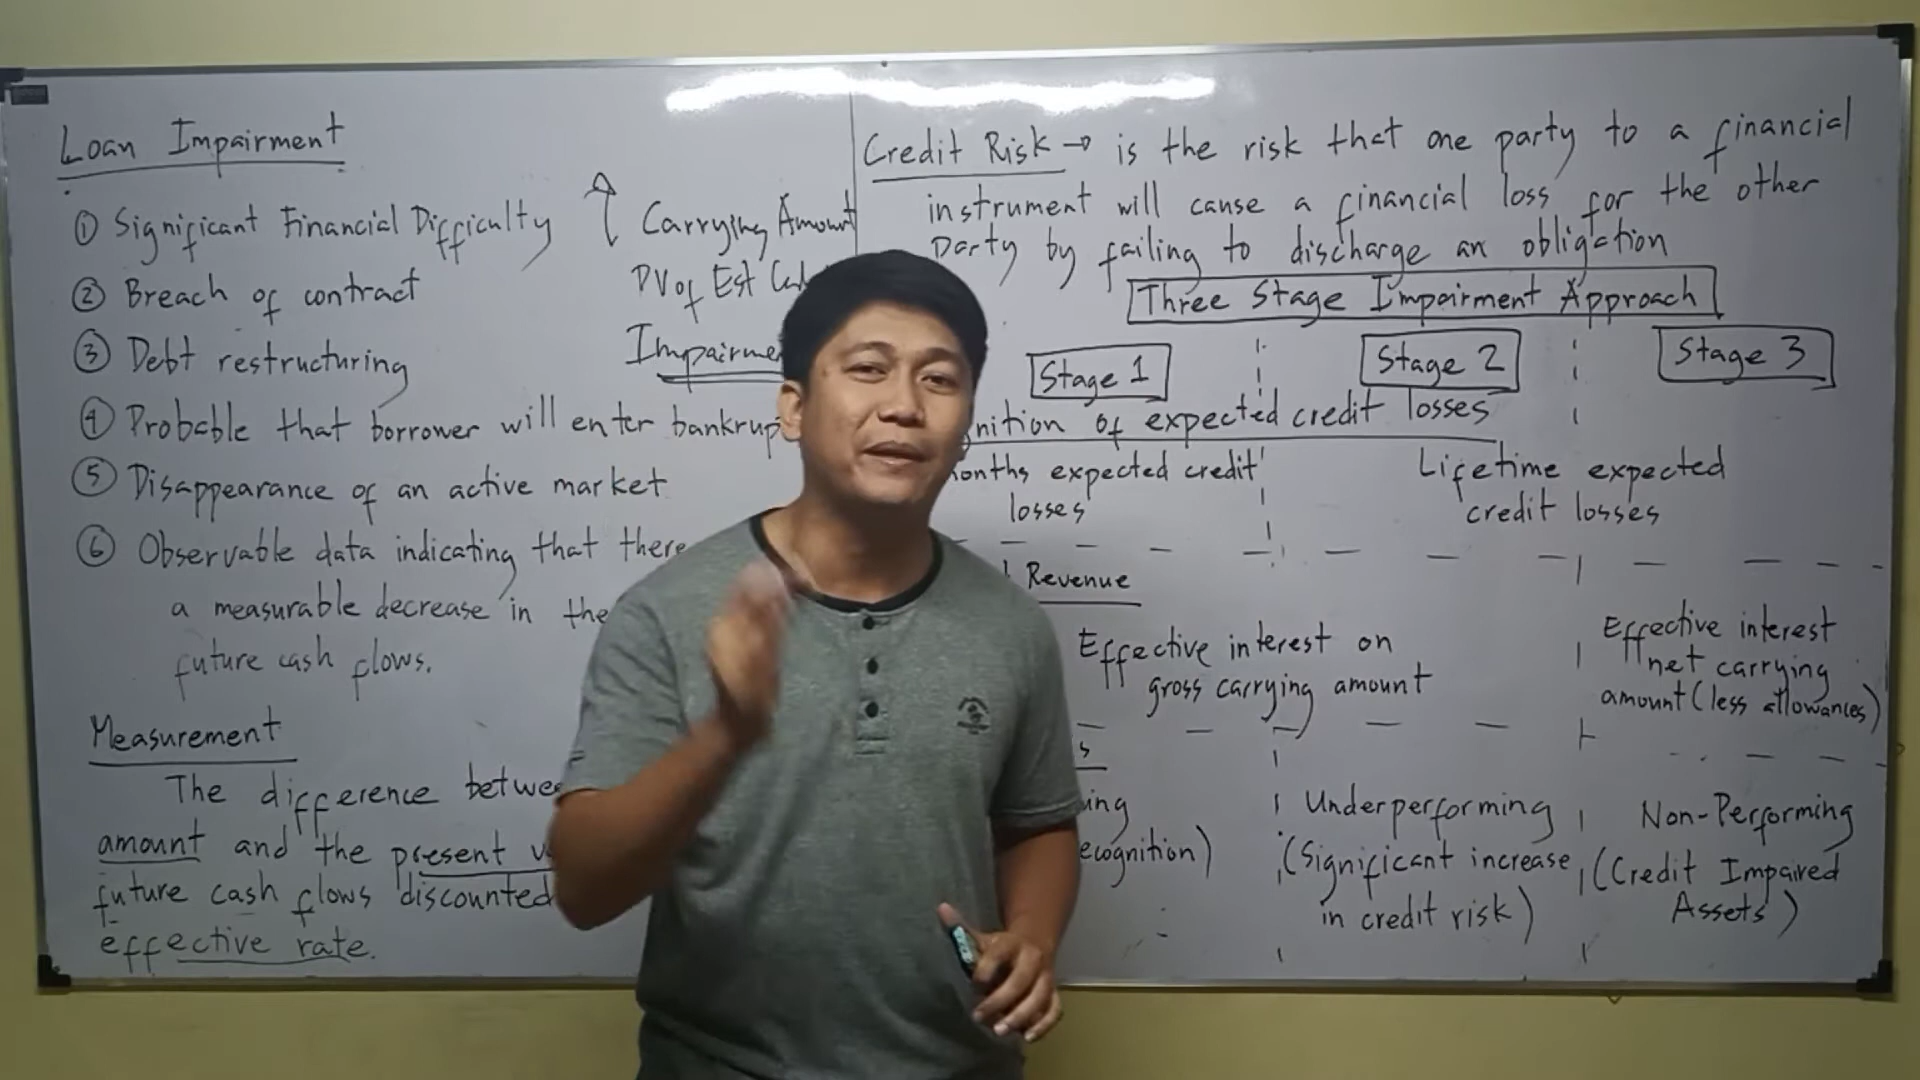 Loan Impairment
① Significant Financial Difficulty
② Breach of contract
③ Debt restructuring
④ Probable that borrower will enter
⑤ Disappearance of an active market
⑥ Observable data indicating that there
a measurable decrease in the
future cash flows.
Carrying Amount
PV of Est
Measurement
The difference
amount and the present
future cash flows discounted
effective rate.
Credit Risk → is the risk that one party to a financial
instrument will cause a financial loss for the other
Party by failing to discharge an obligation
Three Stage Impairment Approach
Stage 1
Stage 2
Stage 3
of expected credit losses
expected credit
losses
Lifetime expected
credit losses
Revenue
Effective interest on
gross carrying amount
Effective interest
net carrying
amount (less allowances)
Underperforming
(Significant increase
in credit risk)
Non-Performing
(Credit Impaired
Assets)